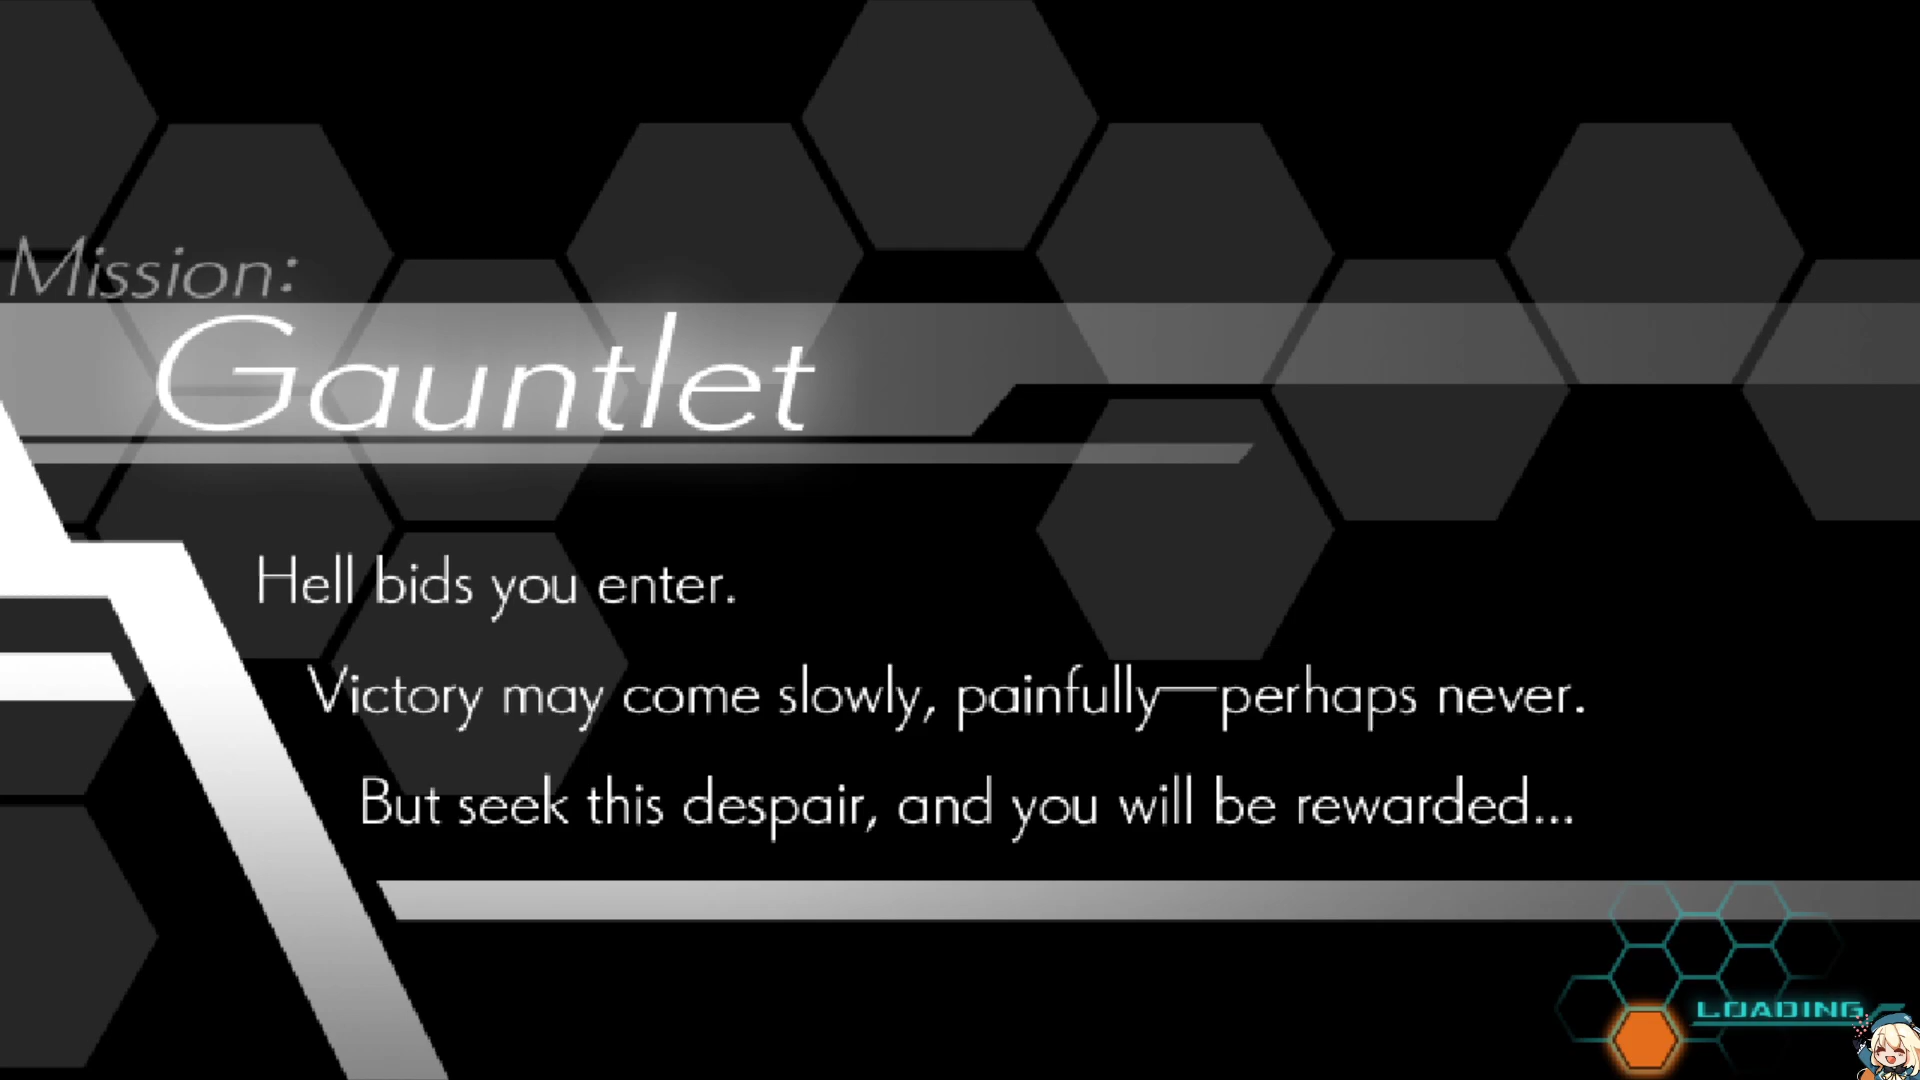 Mission:
Gauntlet
Hell bids you enter.
Victory may come slowly, painfully—perhaps never.
But seek this despair, and you will be rewarded...
LOADING